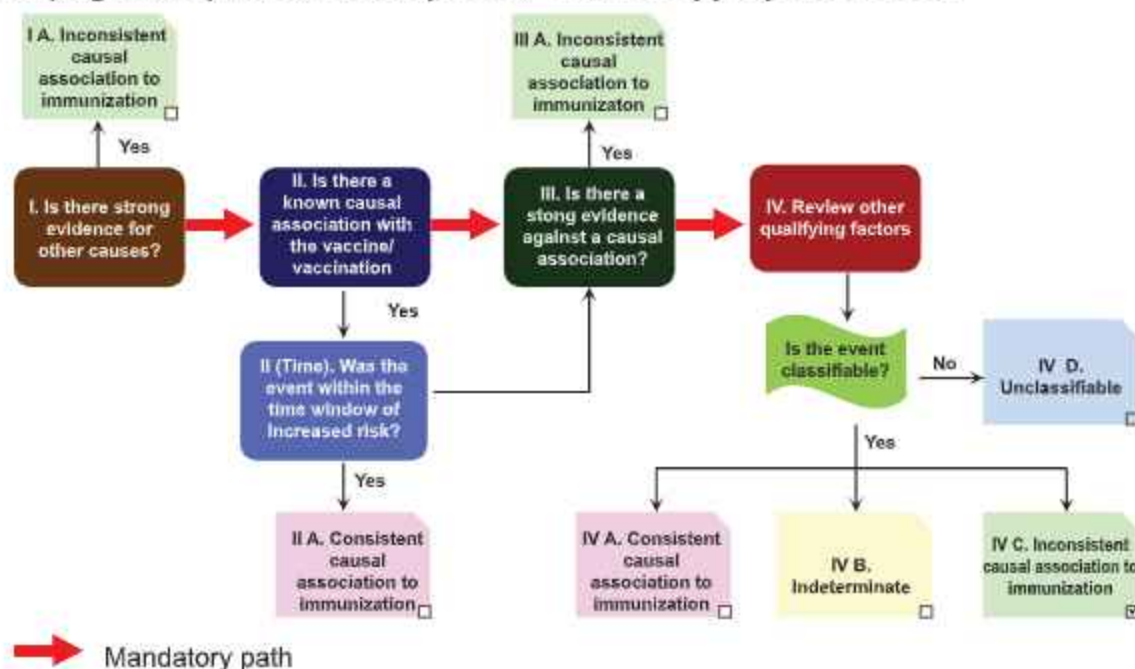 I A. Inconsistent
causal
association to
immunization
III A. Inconsistent
causal
association to
immunizaton
Yes
Yes
I. Is there strong
evidence for
other causes?
II. Is there a
known causal
association with
the vaccine/
vaccination
III. Is there a
stong evidence
against a causal
association?
IV. Review other
qualifying factors
Yes
II (Time). Was the
event within the
time window of
Increased risk?
Is the event
classifiable?
No
IV D.
Unclassifiable
Yes
Yes
II A. Consistent
causal
association to
immunization
IV A. Consistent
causal
association to
immunization
IV B.
Indeterminate
IV C. Inconsistent
causal association to
immunization
Mandatory path